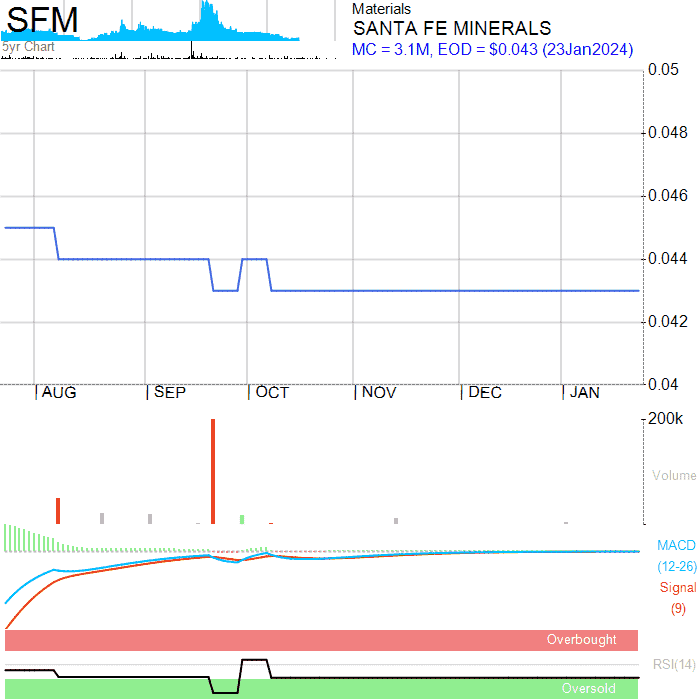 SFM
5yr Chart
Materials
SANTA FE MINERALS
MC = 3.1M, EOD = $0.043 (23Jan2024)
0.05
0.048
0.046
0.044
0.042
0.04
AUG SEP OCT NOV DEC JAN
200k
Volume
MACD
(12-26)
Signal
(9)
Overbought
RSI(14)
Oversold